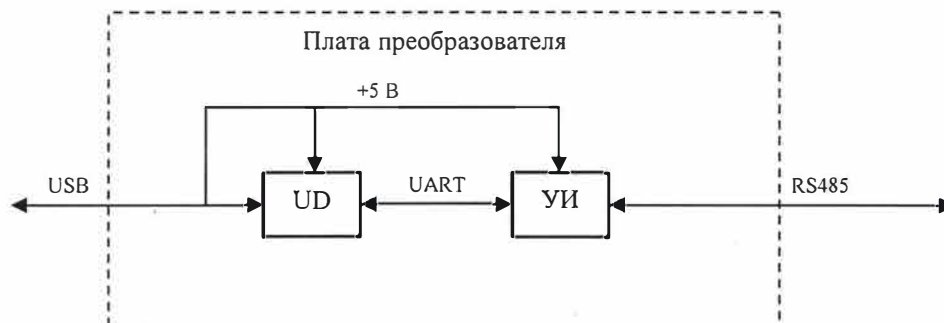 Плата преобразователя
+5 В
USB
UD
UART
УИ
RS485